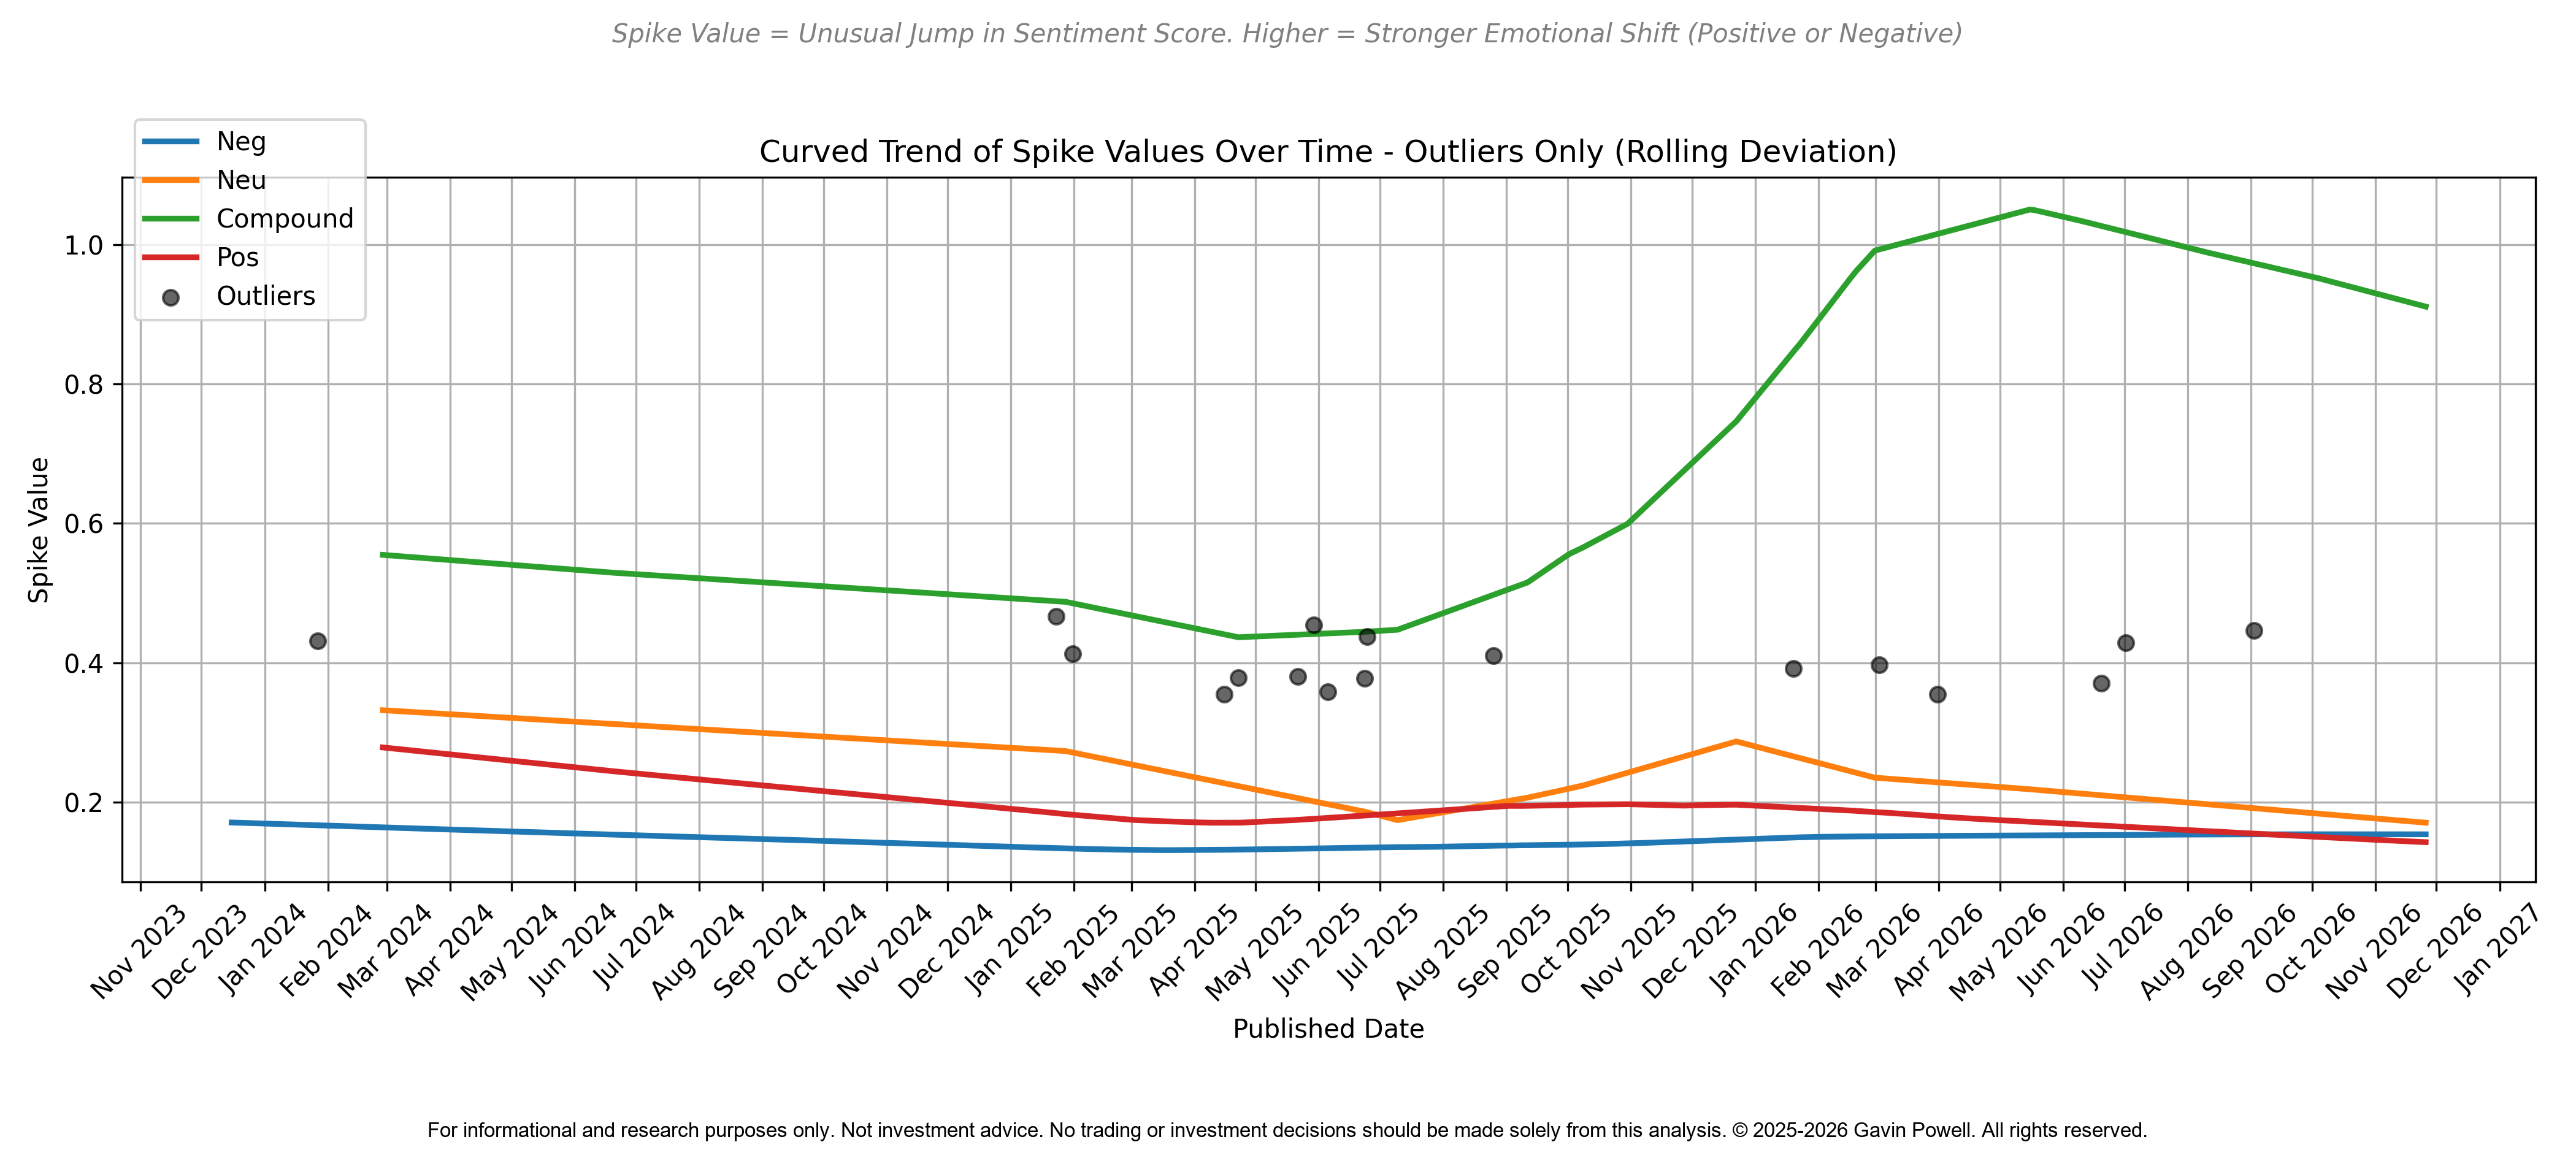 Spike Value = Unusual Jump in Sentiment Score. Higher = Stronger Emotional Shift (Positive or Negative)
Curved Trend of Spike Values Over Time - Outliers Only (Rolling Deviation)
Neg
Neu
Compound
Pos
Outliers
Spike Value
1.0
0.8
0.6
0.4
0.2
Nov 2023
Dec 2023
Jan 2024
Feb 2024
Mar 2024
Apr 2024
May 2024
Jun 2024
Jul 2024
Aug 2024
Sep 2024
Oct 2024
Nov 2024
Dec 2024
Jan 2025
Feb 2025
Mar 2025
Apr 2025
May 2025
Jun 2025
Jul 2025
Aug 2025
Sep 2025
Oct 2025
Nov 2025
Dec 2025
Jan 2026
Feb 2026
Mar 2026
Apr 2026
May 2026
Jun 2026
Jul 2026
Aug 2026
Sep 2026
Oct 2026
Nov 2026
Dec 2026
Jan 2027
Published Date
For informational and research purposes only. Not investment advice. No trading or investment decisions should be made solely from this analysis. © 2025-2026 Gavin Powell. All rights reserved.